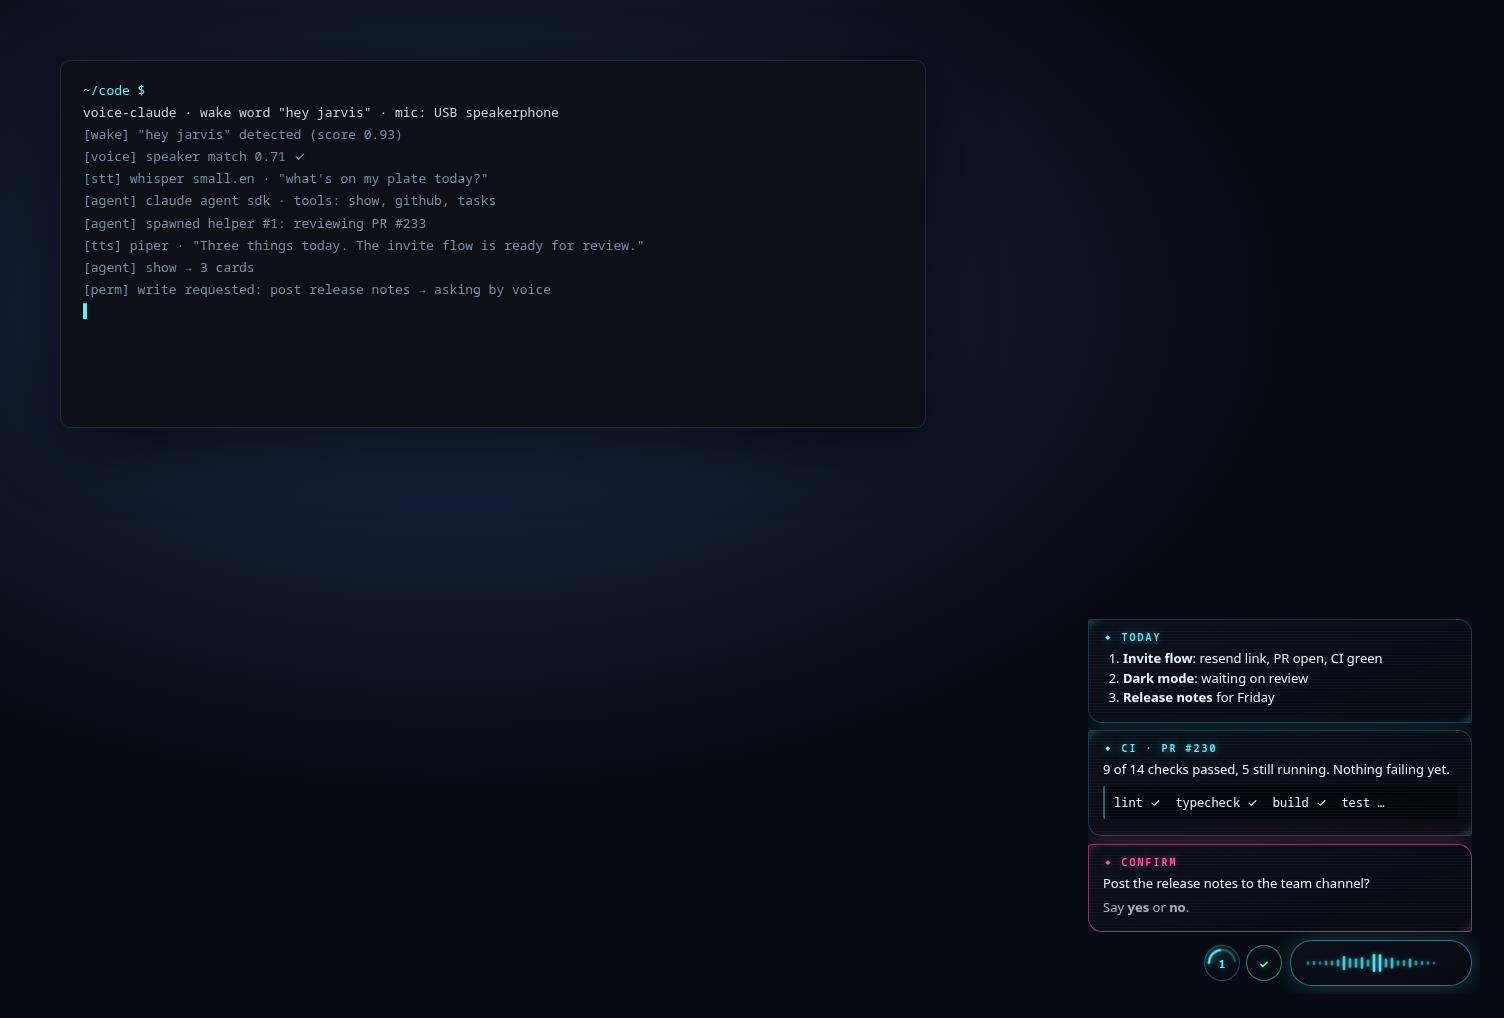 ~/code $
voice-claude · wake word "hey jarvis" · mic: USB speakerphone
[wake] "hey jarvis" detected (score 0.93)
[voice] speaker match 0.71 ✓
[stt] whisper small.en · "what's on my plate today?"
[agent] claude agent sdk · tools: show, github, tasks
[agent] spawned helper #1: reviewing PR #233
[tts] piper · "Three things today. The invite flow is ready for review."
[agent] show → 3 cards
[perm] write requested: post release notes → asking by voice
TODAY
1. Invite flow: resend link, PR open, CI green
2. Dark mode: waiting on review
3. Release notes for Friday
CI · PR #230
9 of 14 checks passed, 5 still running. Nothing failing yet.
lint ✓ typecheck ✓ build ✓ test …
CONFIRM
Post the release notes to the team channel?
Say yes or no.
1 ✓